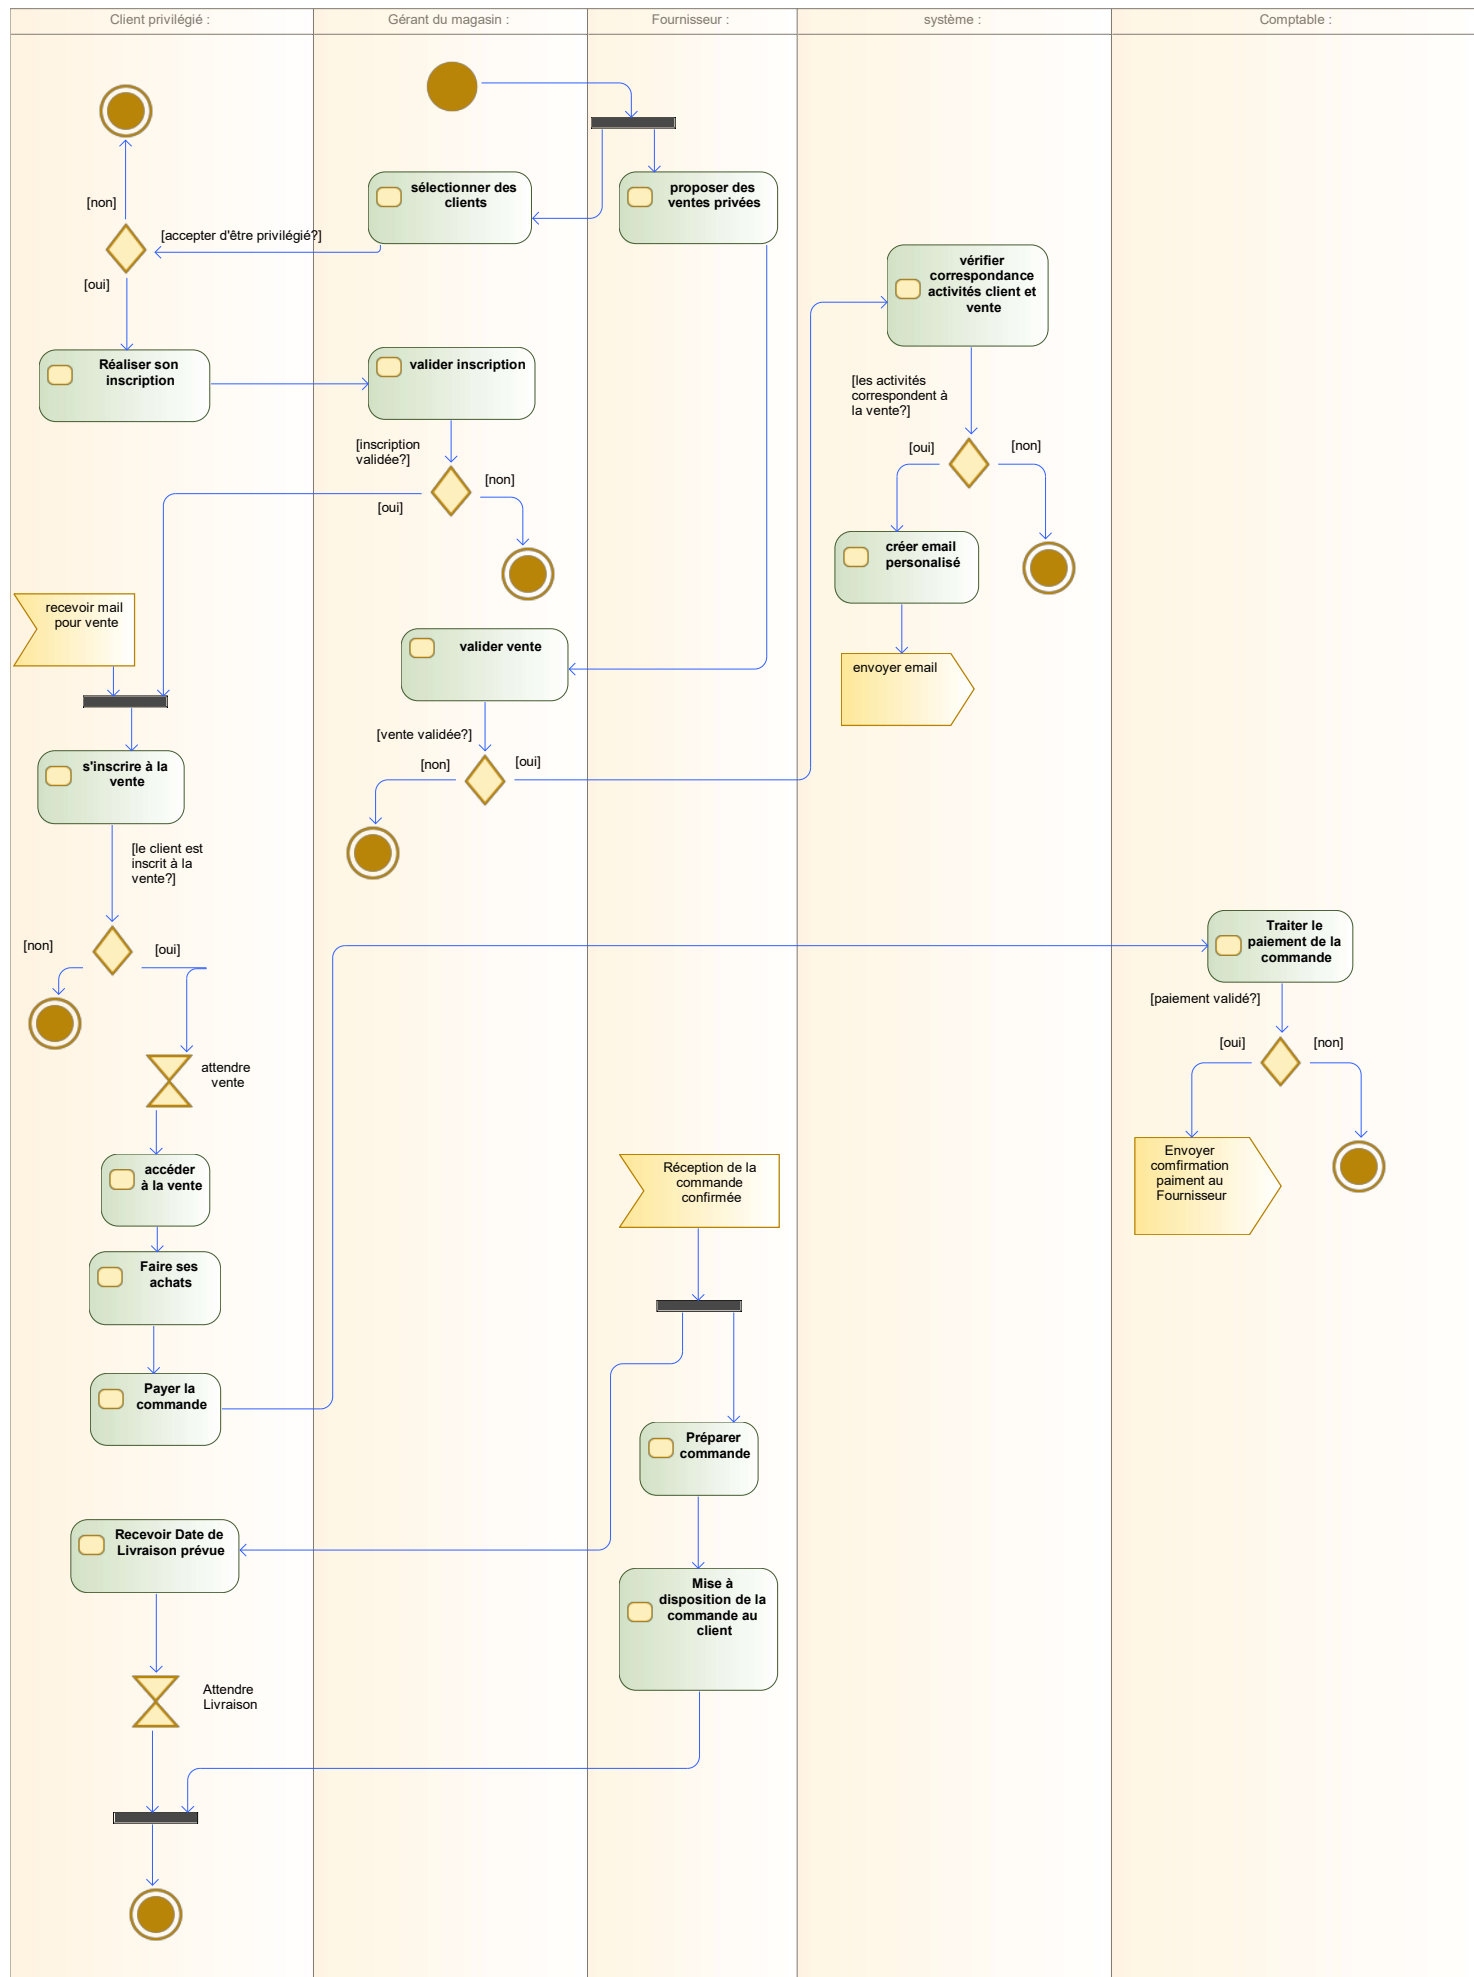 Client privilégié :
Gérant du magasin :
Fournisseur :
système :
Comptable :
sélectionner des
clients
proposer des
ventes privées
[non]
[accepter d'être privilégié?]
[oui]
vérifier
correspondance
activités client et
vente
Réaliser son
inscription
valider inscription
[les activités
correspondent à
la vente?]
[inscription
validée?]
[oui]
[non]
[non]
[oui]
créer email
personalisé
recevoir mail
pour vente
valider vente
envoyer email
[vente validée?]
[non]
[oui]
s'inscrire à la
vente
[le client est
inscrit à la
vente?]
[non]
[oui]
Traiter le
paiement de la
commande
[paiement validé?]
[oui]
[non]
attendre
vente
Envoyer
comfirmation
paiment au
Fournisseur
accéder
à la vente
Réception de la
commande
confirmée
Faire ses
achats
Payer la
commande
Préparer
commande
Recevoir Date de
Livraison prévue
Mise à
disposition de la
commande au
client
Attendre
Livraison